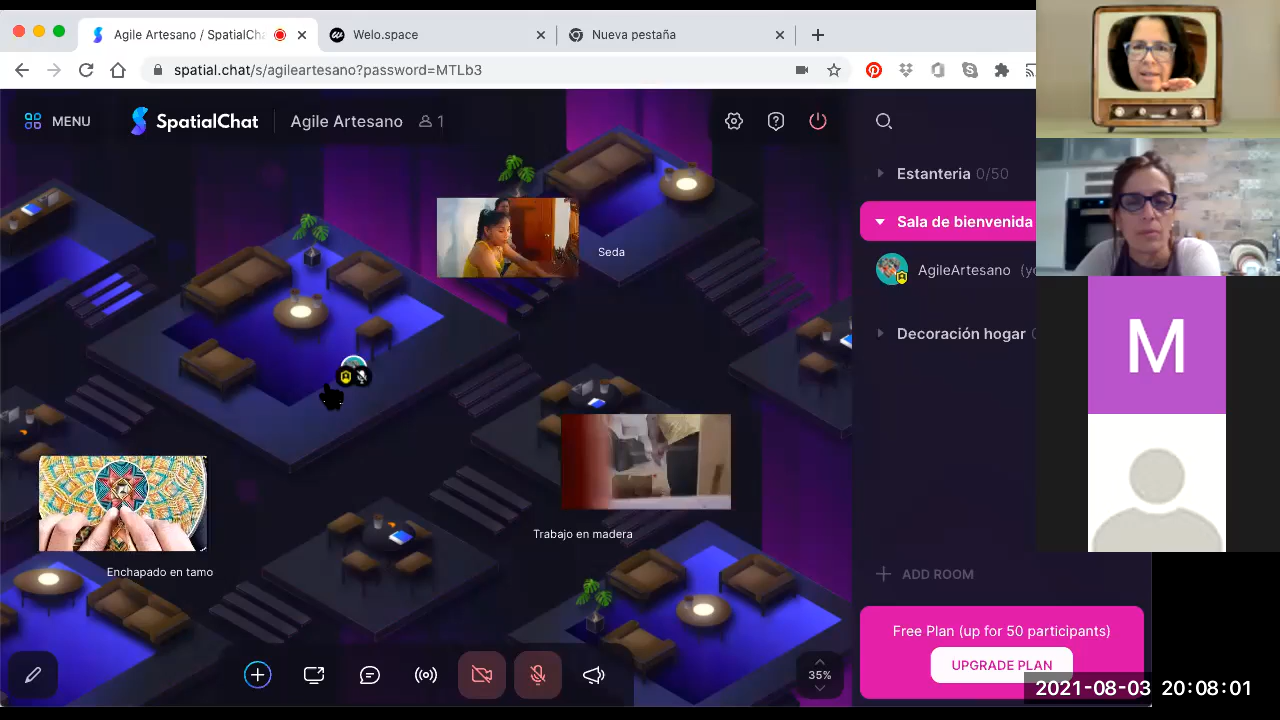 Agile Artesano / SpatialCha
Welo.space
Nueva pestaña
spatial.chat/s/agileartesano?password=MTLb3
MENU
SpatialChat
Agile Artesano
1
Estanteria 0/50
Sala de bienvenida
AgileArtesano (yo
Decoración hogar 0
Seda
Trabajo en madera
Enchapado en tamo
M
ADD ROOM
Free Plan (up for 50 participants)
UPGRADE PLAN
35%
2021-08-03 20:08:01